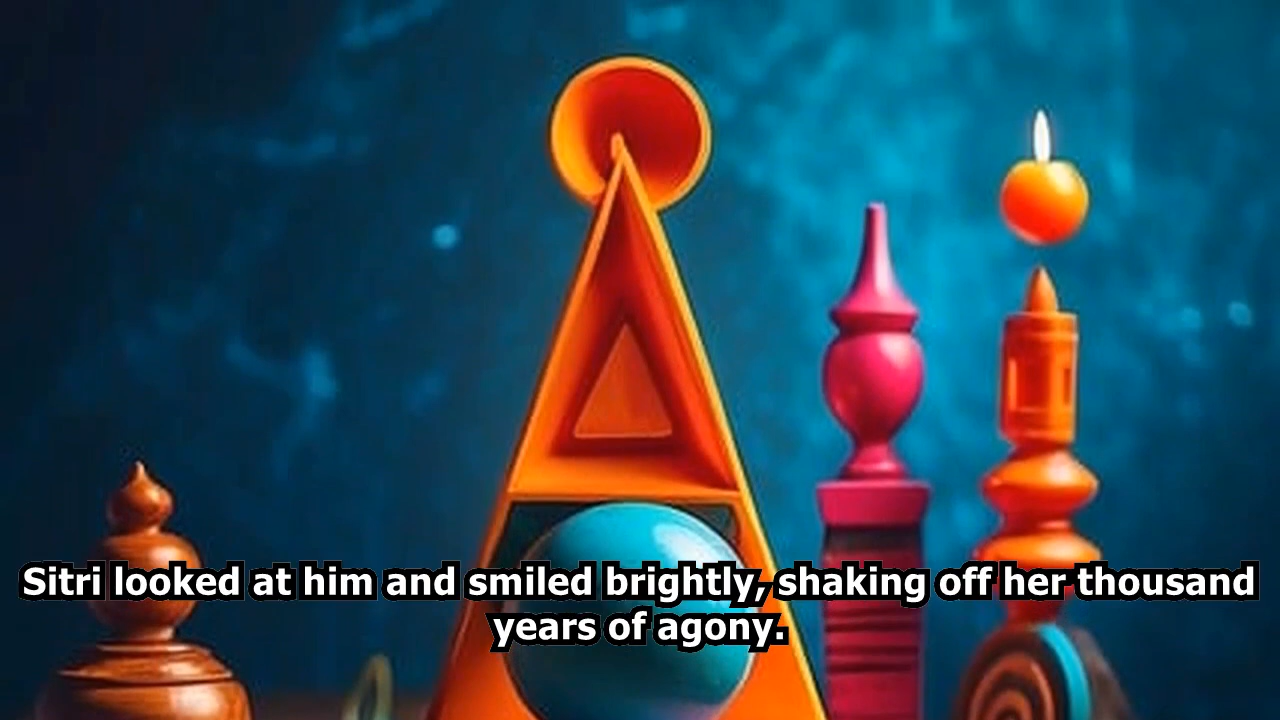 Sitri looked at him and smiled brightly, shaking off her thousand
years of agony.